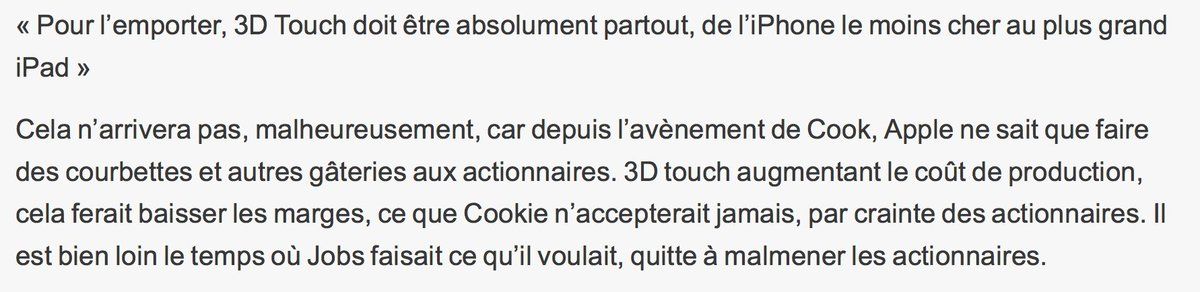 « Pour l’emporter, 3D Touch doit être absolument partout, de l’iPhone le moins cher au plus grand
iPad »
Cela n’arrivera pas, malheureusement, car depuis l’avènement de Cook, Apple ne sait que faire
des courbettes et autres gâteries aux actionnaires. 3D touch augmentant le coût de production,
cela ferait baisser les marges, ce que Cookie n’accepterait jamais, par crainte des actionnaires. Il
est bien loin le temps où Jobs faisait ce qu’il voulait, quitte à malmener les actionnaires.